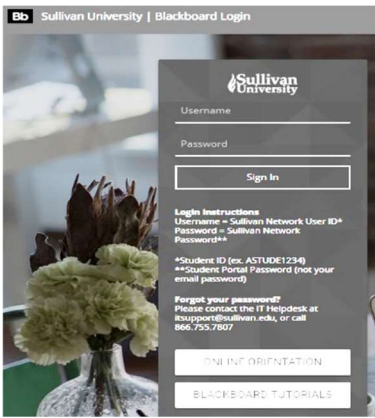 Bb Sullivan University | Blackboard Login
Sullivan
University
Username
Password
Sign In
Login Instructions
Username = Sullivan Network User ID*
Password = Sullivan Network
Password**
*Student ID (ex. ASTUDE1234)
**Student Portal Password (not your
email password)
Forgot your password?
Please contact the IT Helpdesk at
itsupport@sullivan.edu, or call
866.755.7807
ONLINE ORIENTATION
BLACKBOARD TUTORIALS